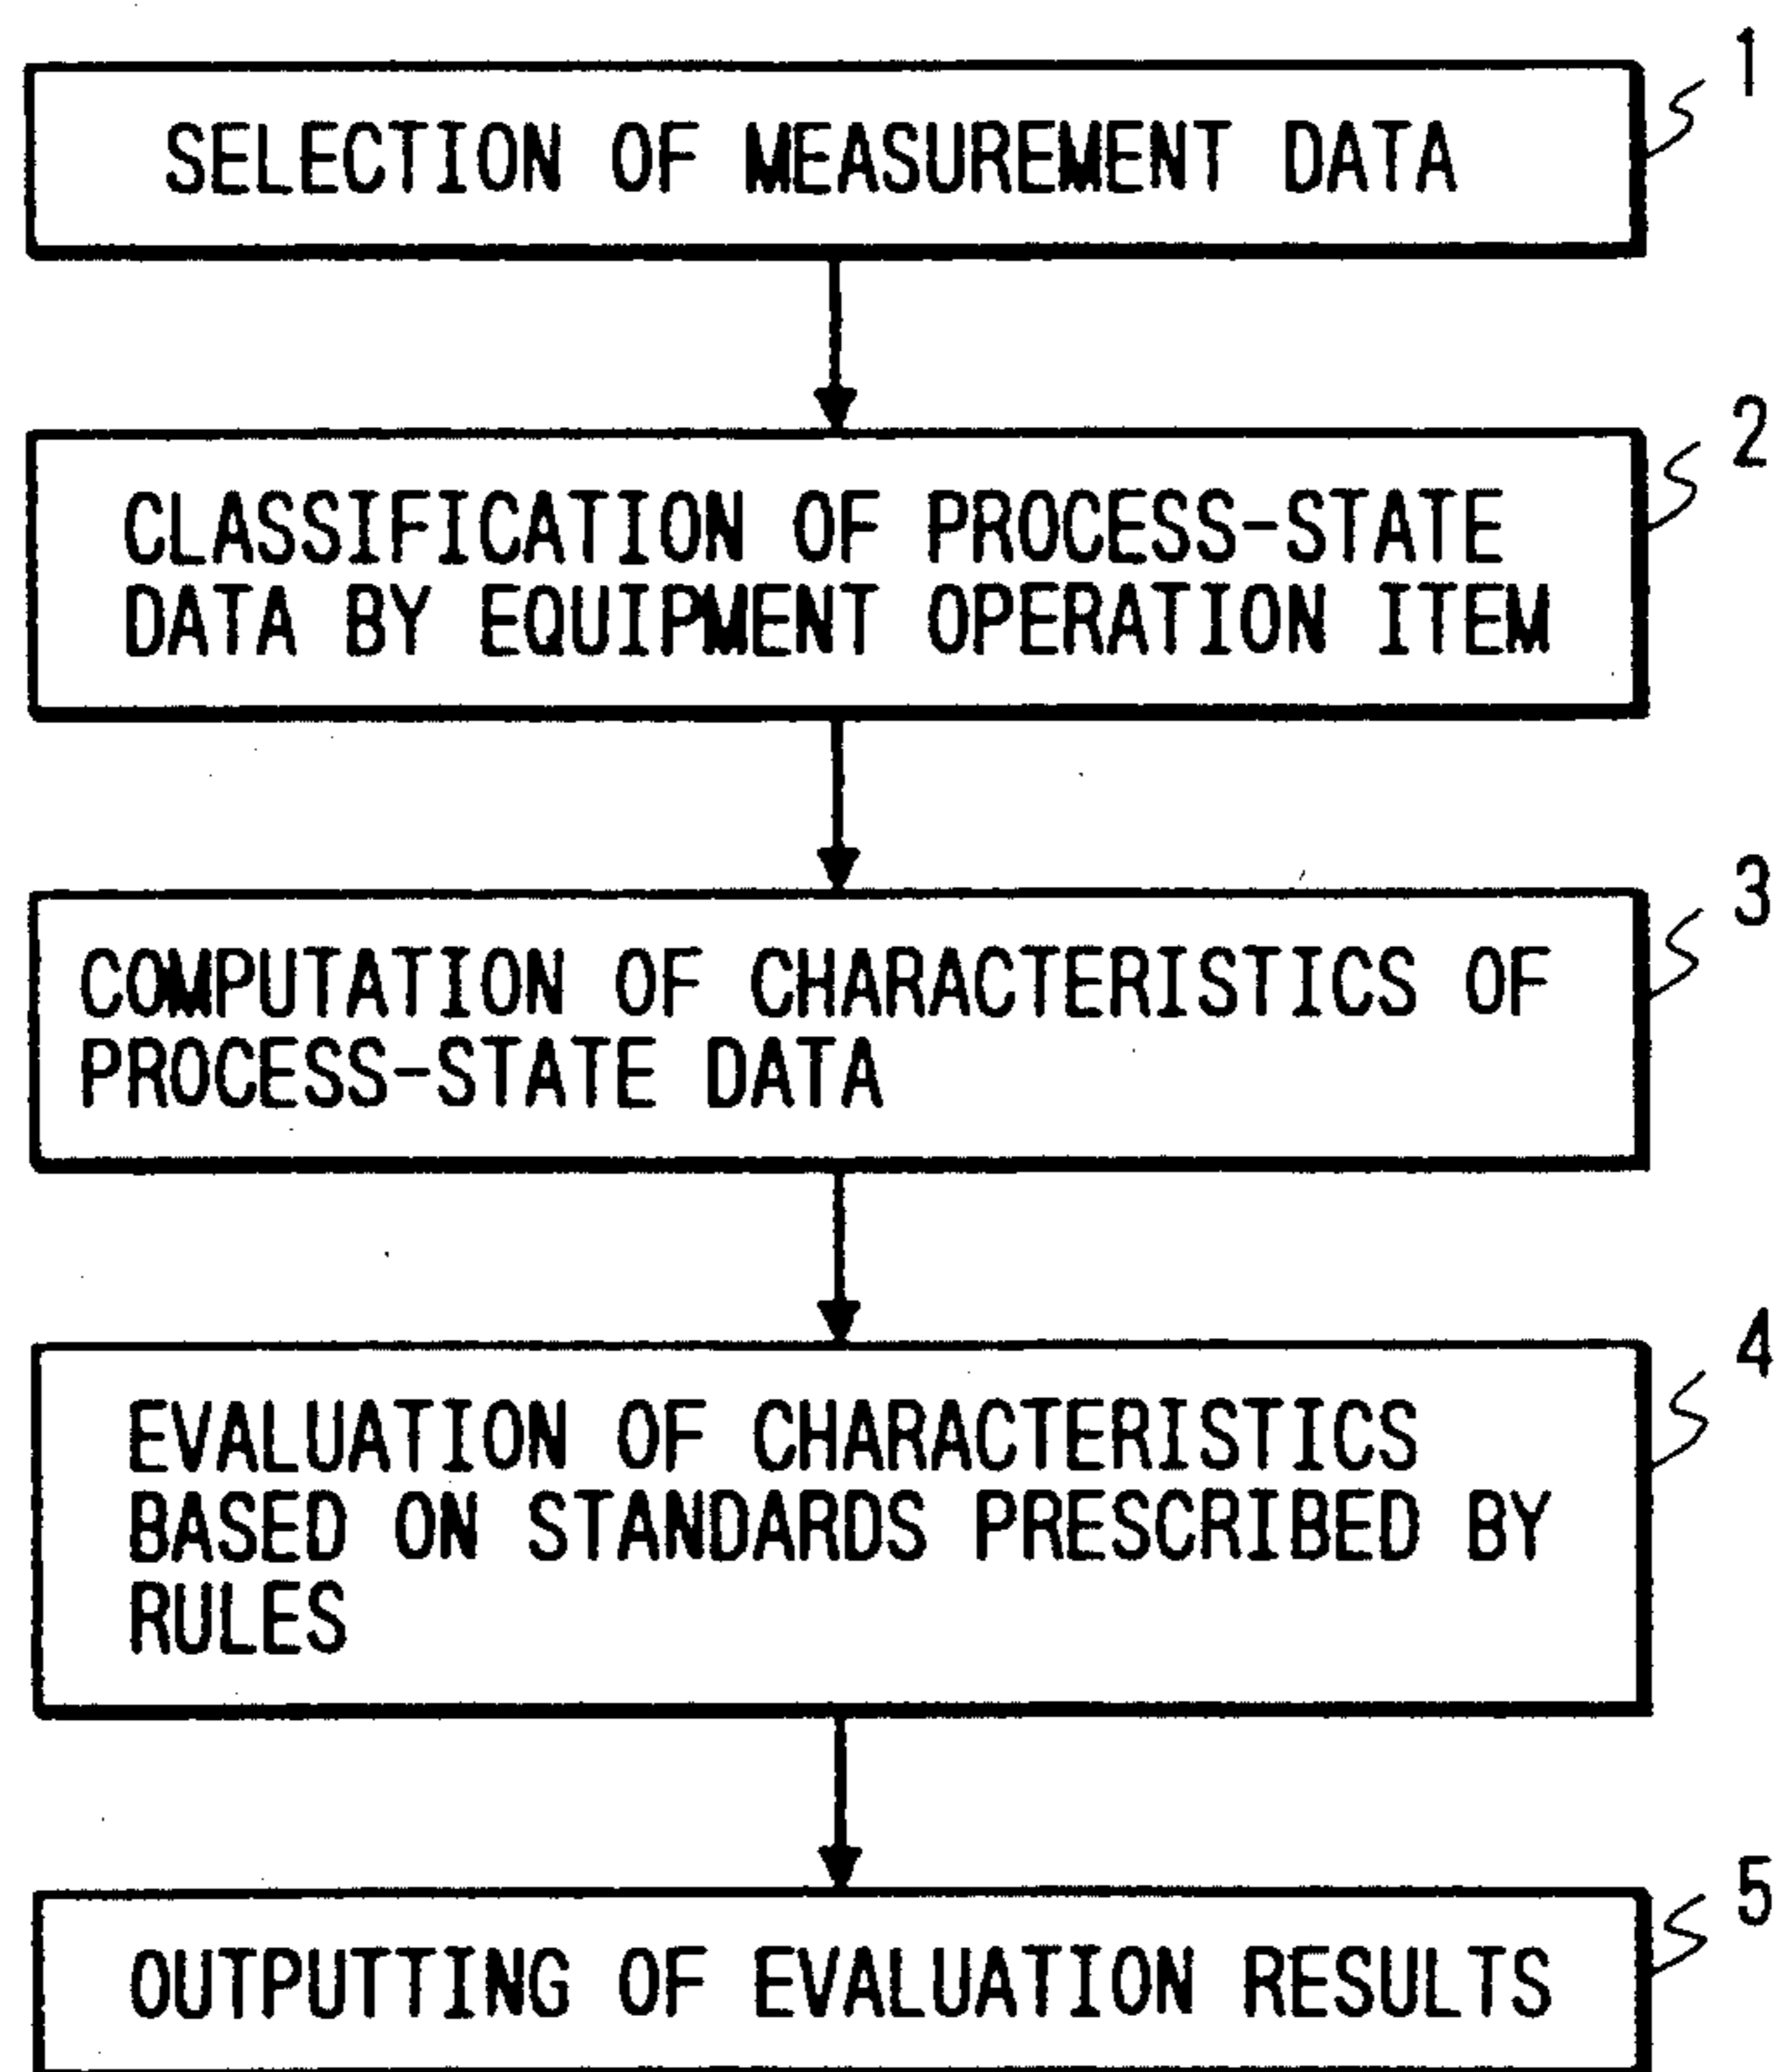 1
SELECTION OF MEASUREMENT DATA
2
CLASSIFICATION OF PROCESS-STATE
DATA BY EQUIPMENT OPERATION ITEM
3
COMPUTATION OF CHARACTERISTICS OF
PROCESS-STATE DATA
4
EVALUATION OF CHARACTERISTICS
BASED ON STANDARDS PRESCRIBED BY
RULES
5
OUTPUTTING OF EVALUATION RESULTS